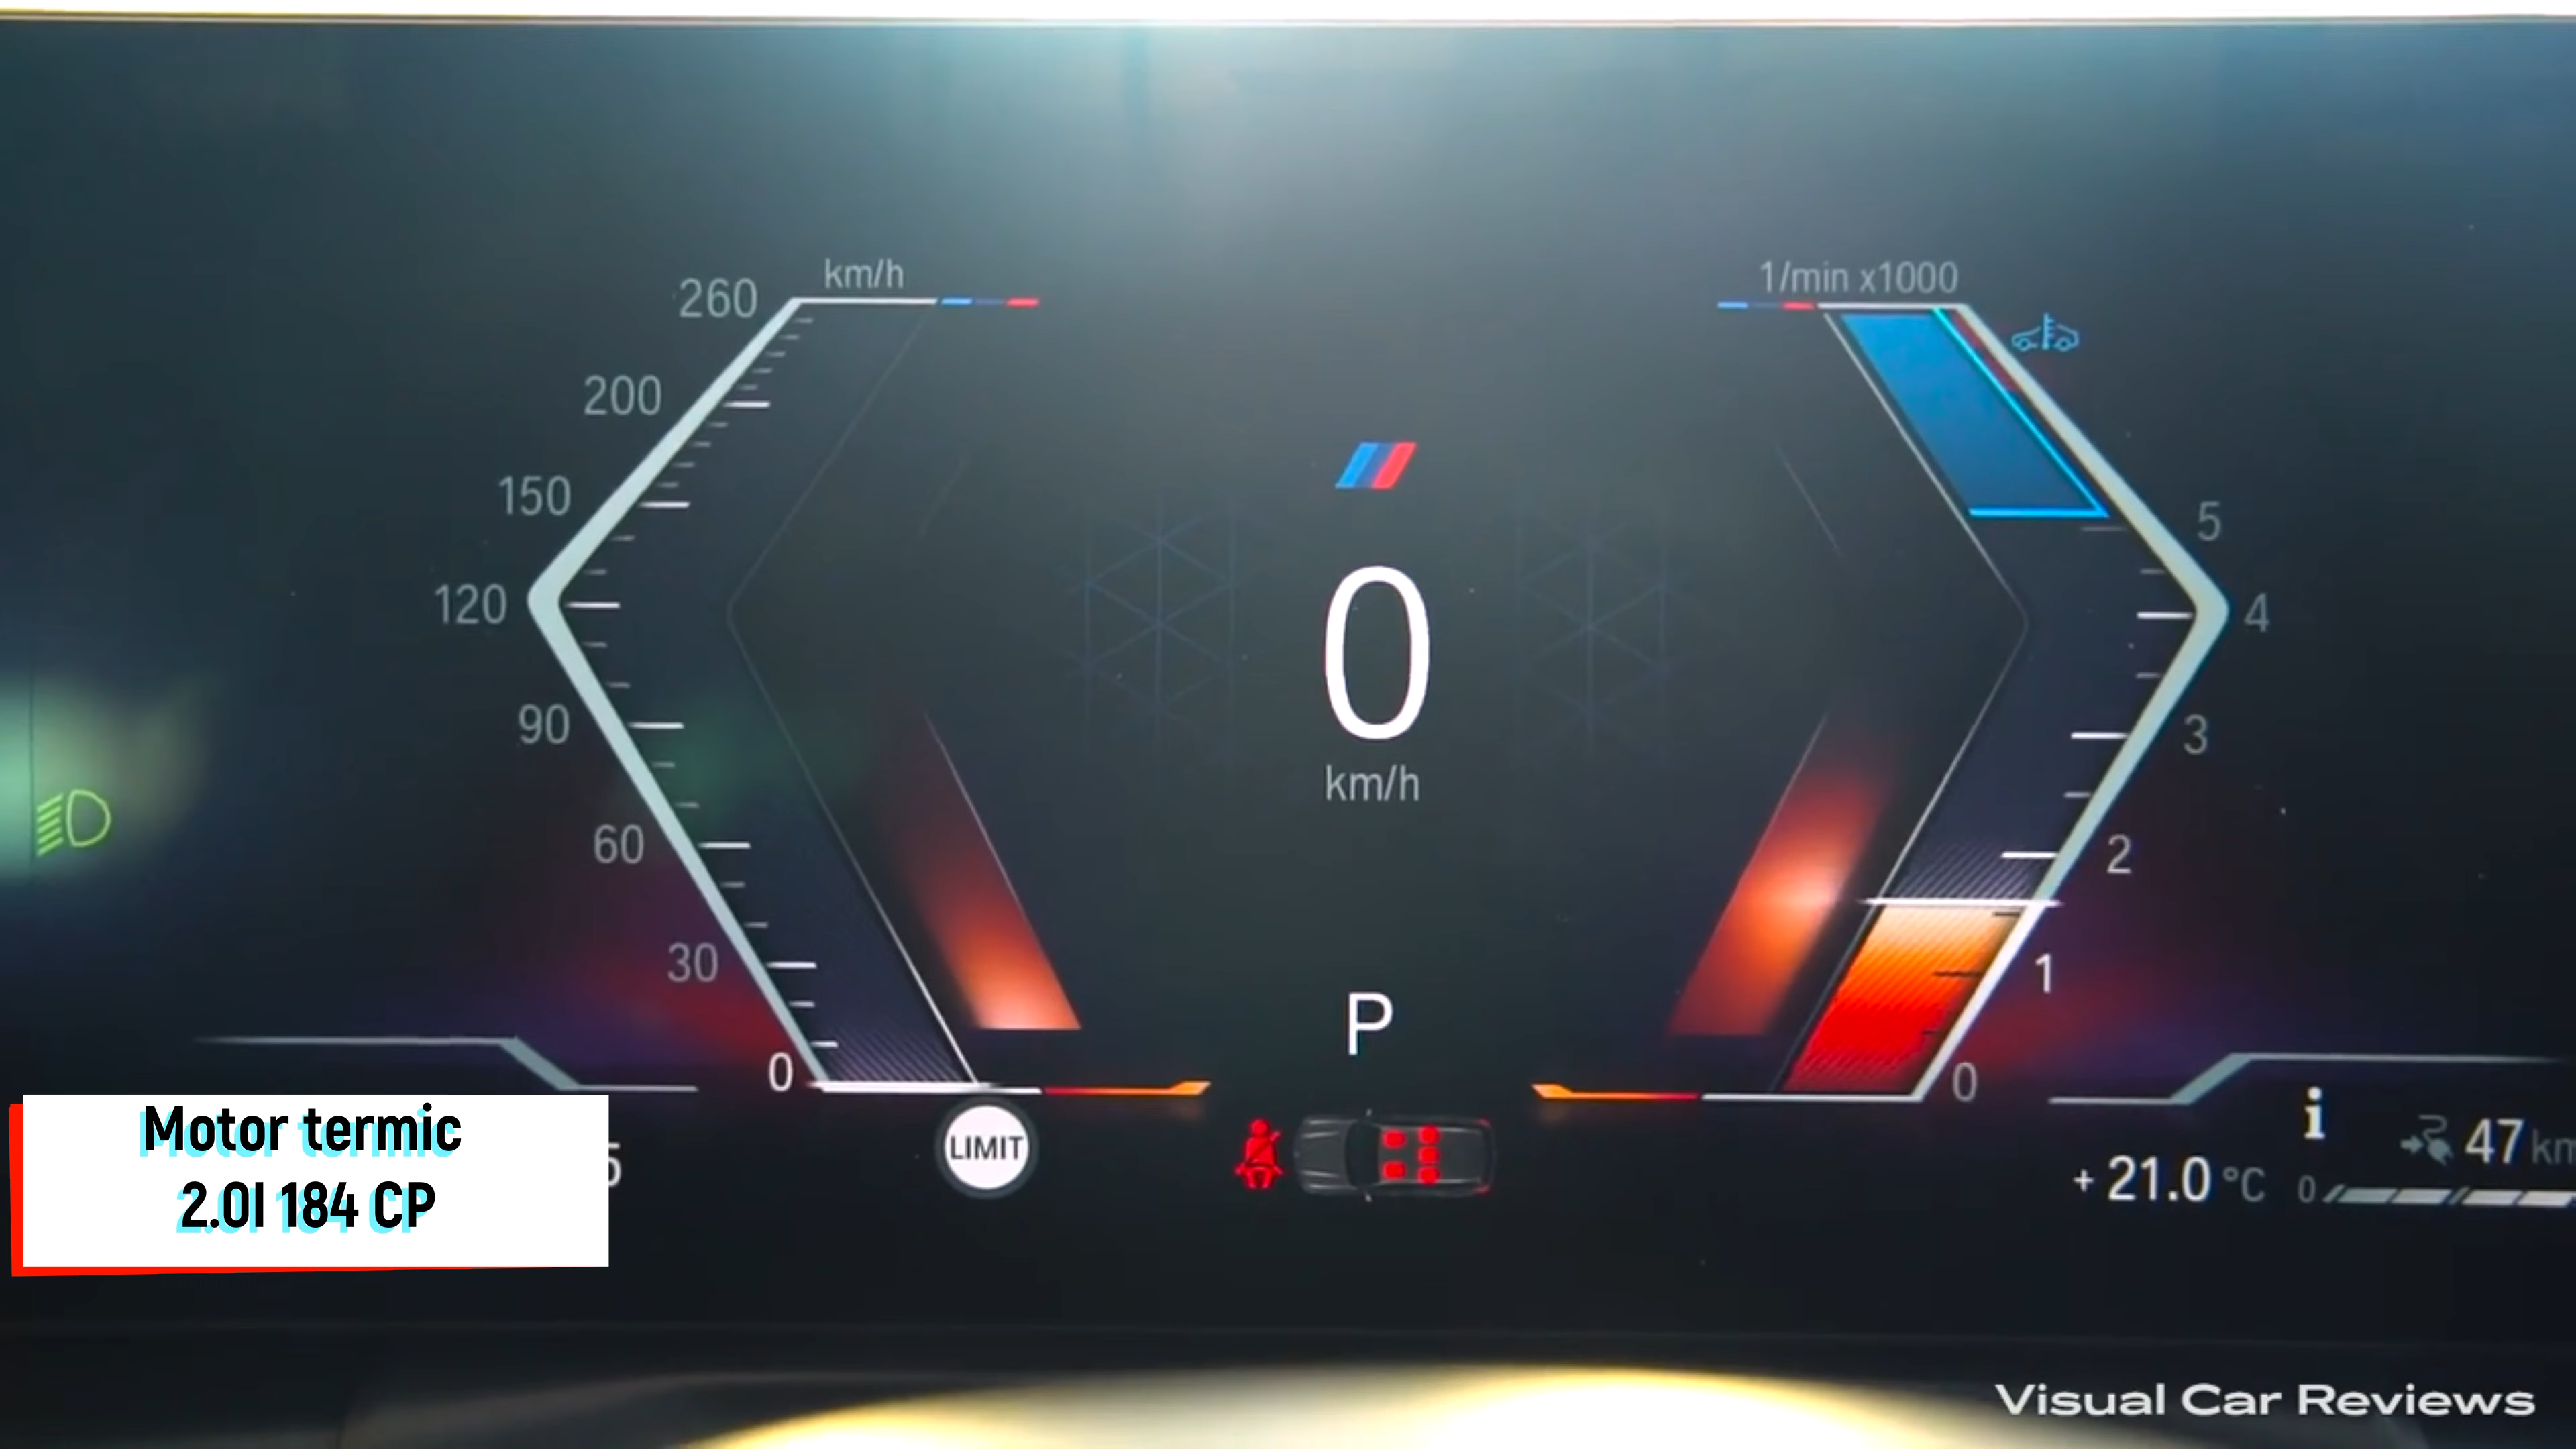 km/h
1/min x1000
260
200
150
120
90
60
30
0
5
4
3
2
1
0
0
km/h
P
LIMIT
i
47 km
+21.0 °C
0
Motor termic
2.0l 184 CP
Visual Car Reviews